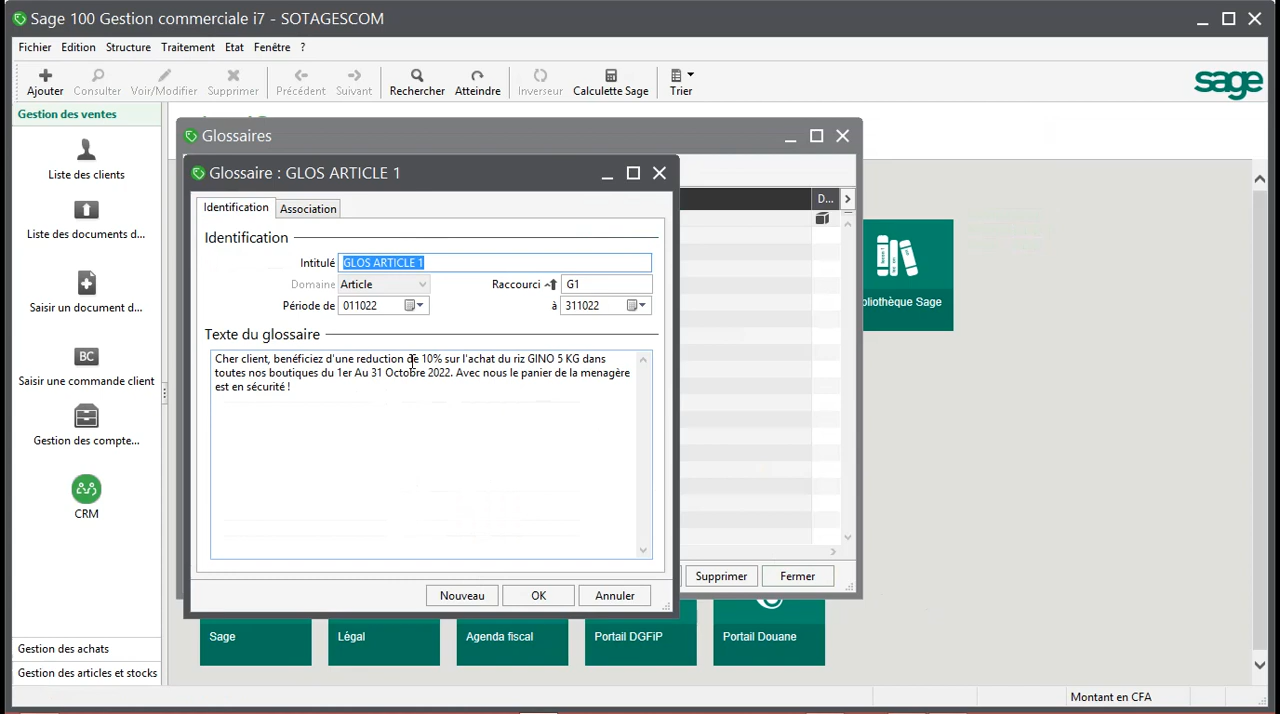 Sage 100 Gestion commerciale i7 - SOTAGESCOM
Fichier Edition Structure Traitement Etat Fenêtre ?
Ajouter Consulter Voir/Modifier Supprimer Précédent Suivant Rechercher Atteindre Inverseur Calculette Sage Trier
sage
Gestion des ventes
Liste des clients
Liste des documents d...
Saisir un document d...
BC
Saisir une commande client
Gestion des compte...
CRM
Gestion des achats
Gestion des articles et stocks
Glossaires
D...
Glossaire : GLOS ARTICLE 1
Identification Association
Identification
Intitulé GLOS ARTICLE 1
Domaine Article Raccourci G1
Période de 011022 à 311022
Texte du glossaire
Cher client, benéficiez d'une reduction de 10% sur l'achat du riz GINO 5 KG dans
toutes nos boutiques du 1er Au 31 Octobre 2022. Avec nous le panier de la menagère
est en sécurité !
Nouveau OK Annuler
Supprimer Fermer
bliothèque Sage
Sage Légal Agenda fiscal Portail DGFiP Portail Douane
Montant en CFA